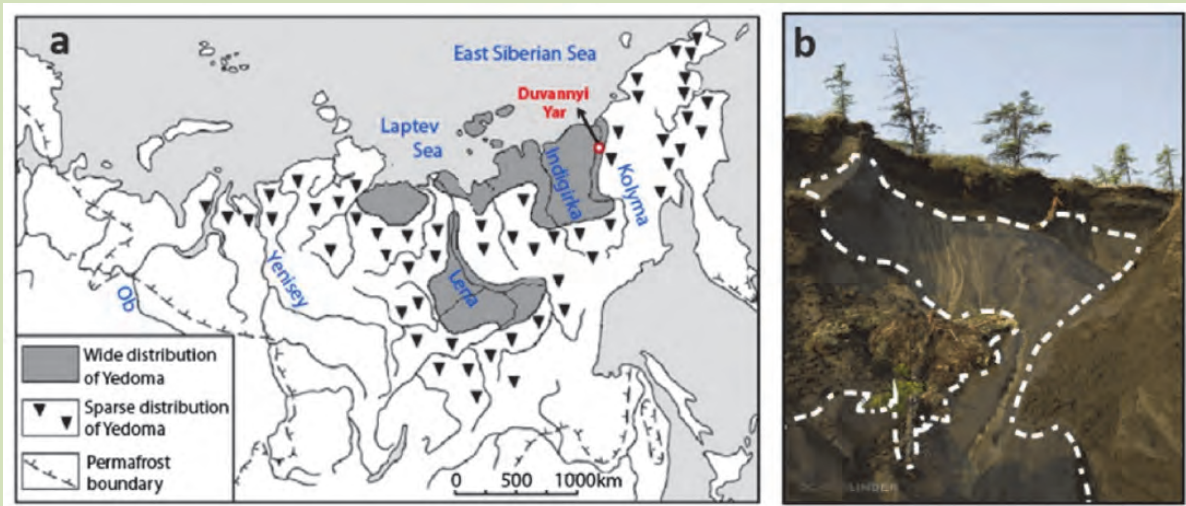 a
East Siberian Sea
Duvannyi
Yar
Laptev
Sea
Indigirka
Kolyma
Yenisey
Ob
Lena
Wide distribution
of Yedoma
Sparse distribution
of Yedoma
Permafrost
boundary
0 500 1000km
b
LINDER